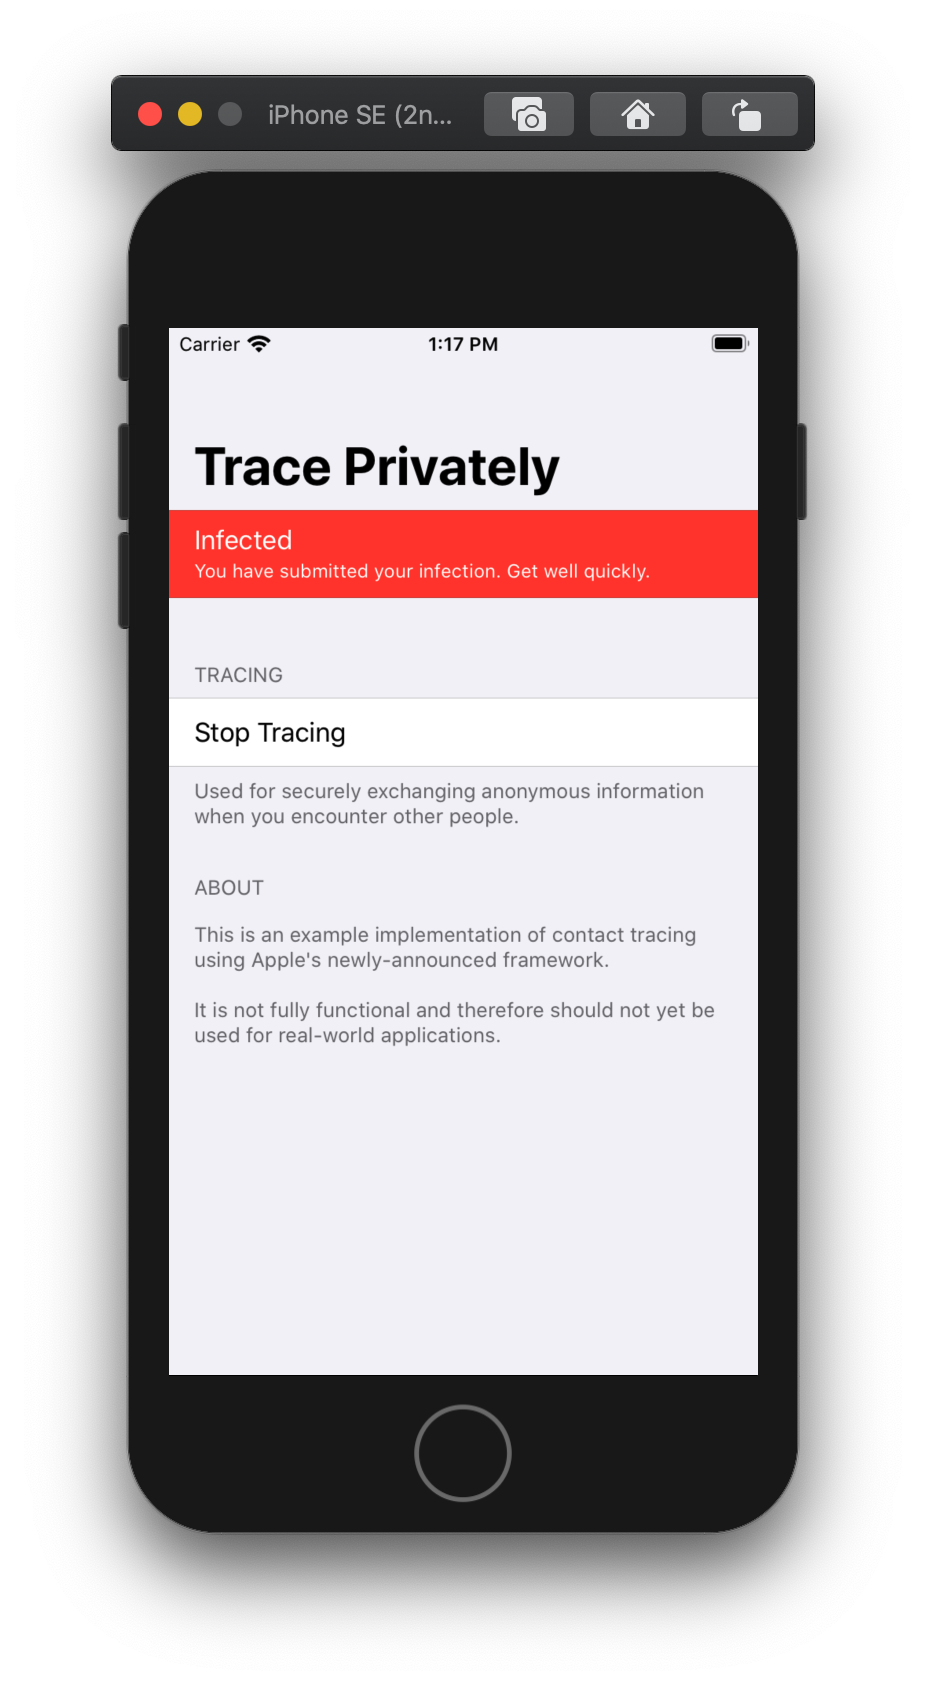 iPhone SE (2n...
Carrier
1:17 PM
Trace Privately
Infected
You have submitted your infection. Get well quickly.
TRACING
Stop Tracing
Used for securely exchanging anonymous information
when you encounter other people.
ABOUT
This is an example implementation of contact tracing
using Apple's newly-announced framework.
It is not fully functional and therefore should not yet be
used for real-world applications.